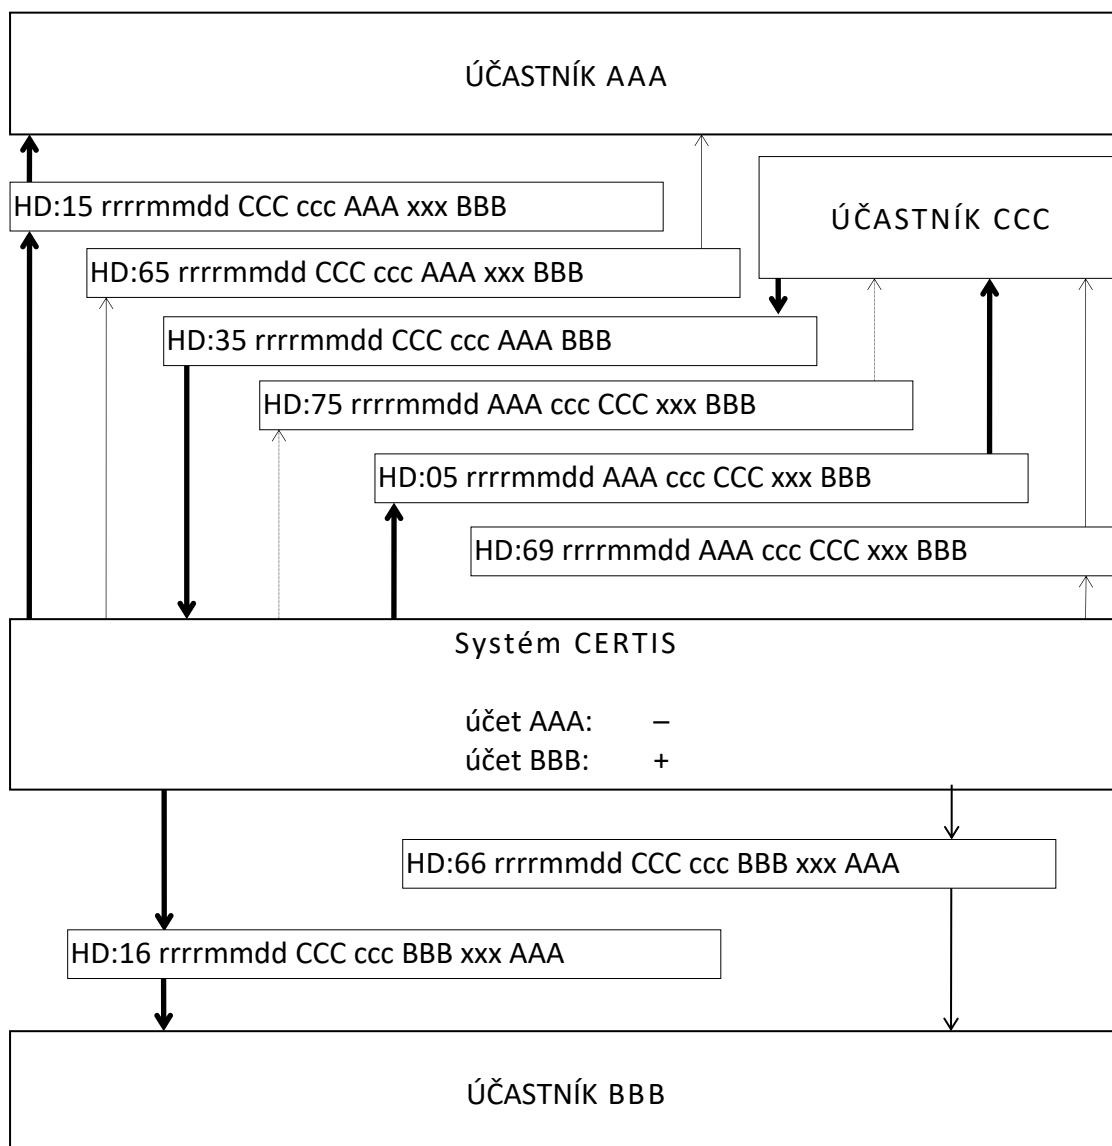 ÚČASTNÍK AAA
HD:15 rrrrmmdd CCC ccc AAA xxx BBB
ÚČASTNÍK CCC
HD:65 rrrrmmdd CCC ccc AAA xxx BBB
HD:35 rrrrmmdd CCC ccc AAA BBB
HD:75 rrrrmmdd AAA ccc CCC xxx BBB
HD:05 rrrrmmdd AAA ccc CCC xxx BBB
HD:69 rrrrmmdd AAA ccc CCC xxx BBB
Systém CERTIS
účet AAA: –
účet BBB: +
HD:66 rrrrmmdd CCC ccc BBB xxx AAA
HD:16 rrrrmmdd CCC ccc BBB xxx AAA
ÚČASTNÍK BBB